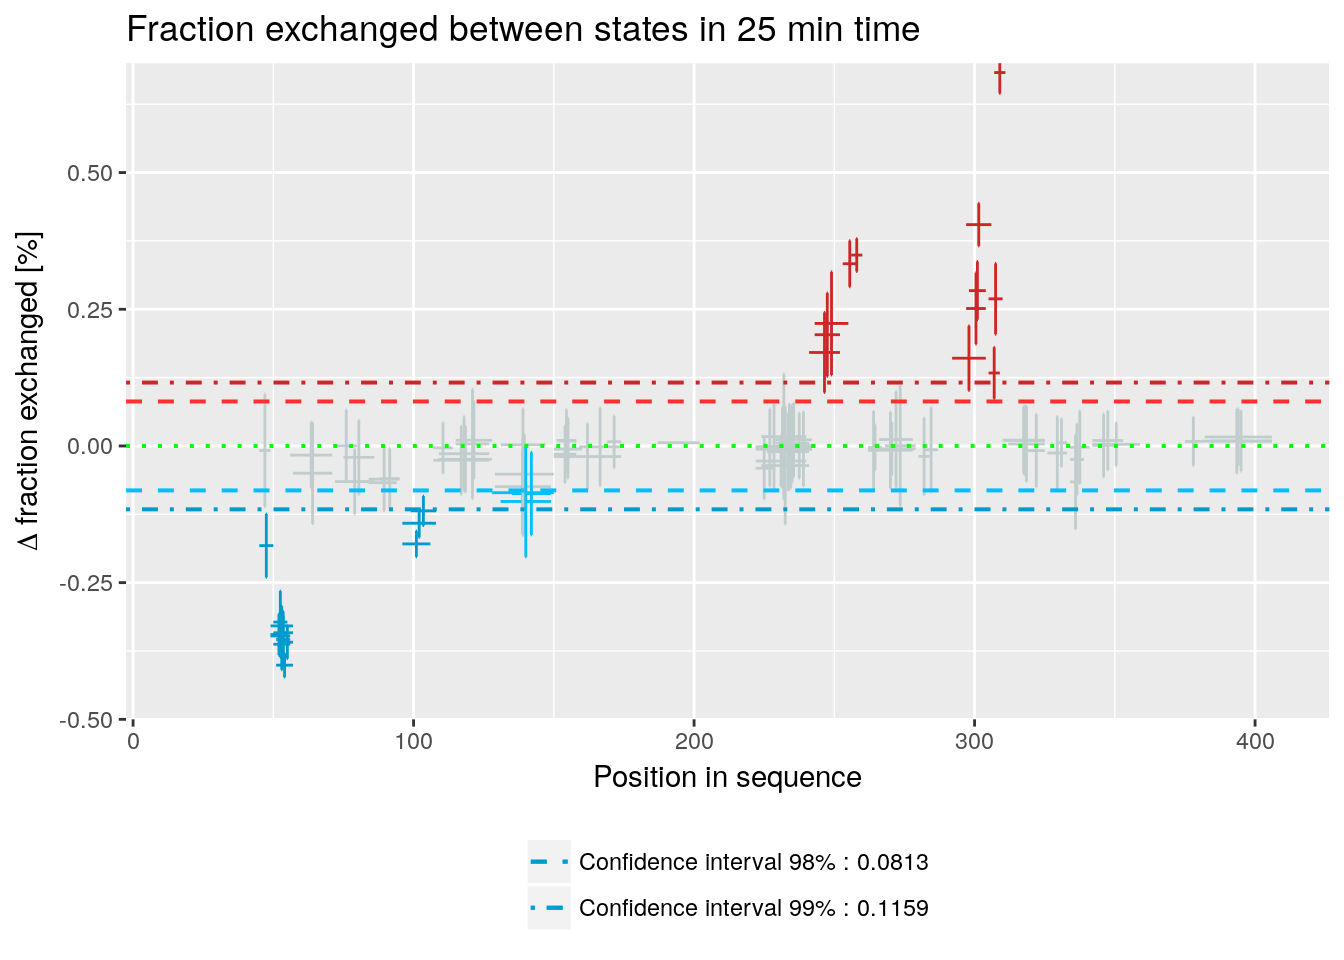 Fraction exchanged between states in 25 min time
Δ fraction exchanged [%]
0.50
0.25
0.00
-0.25
-0.50
0 100 200 300 400
Position in sequence
Confidence interval 98% : 0.0813
Confidence interval 99% : 0.1159